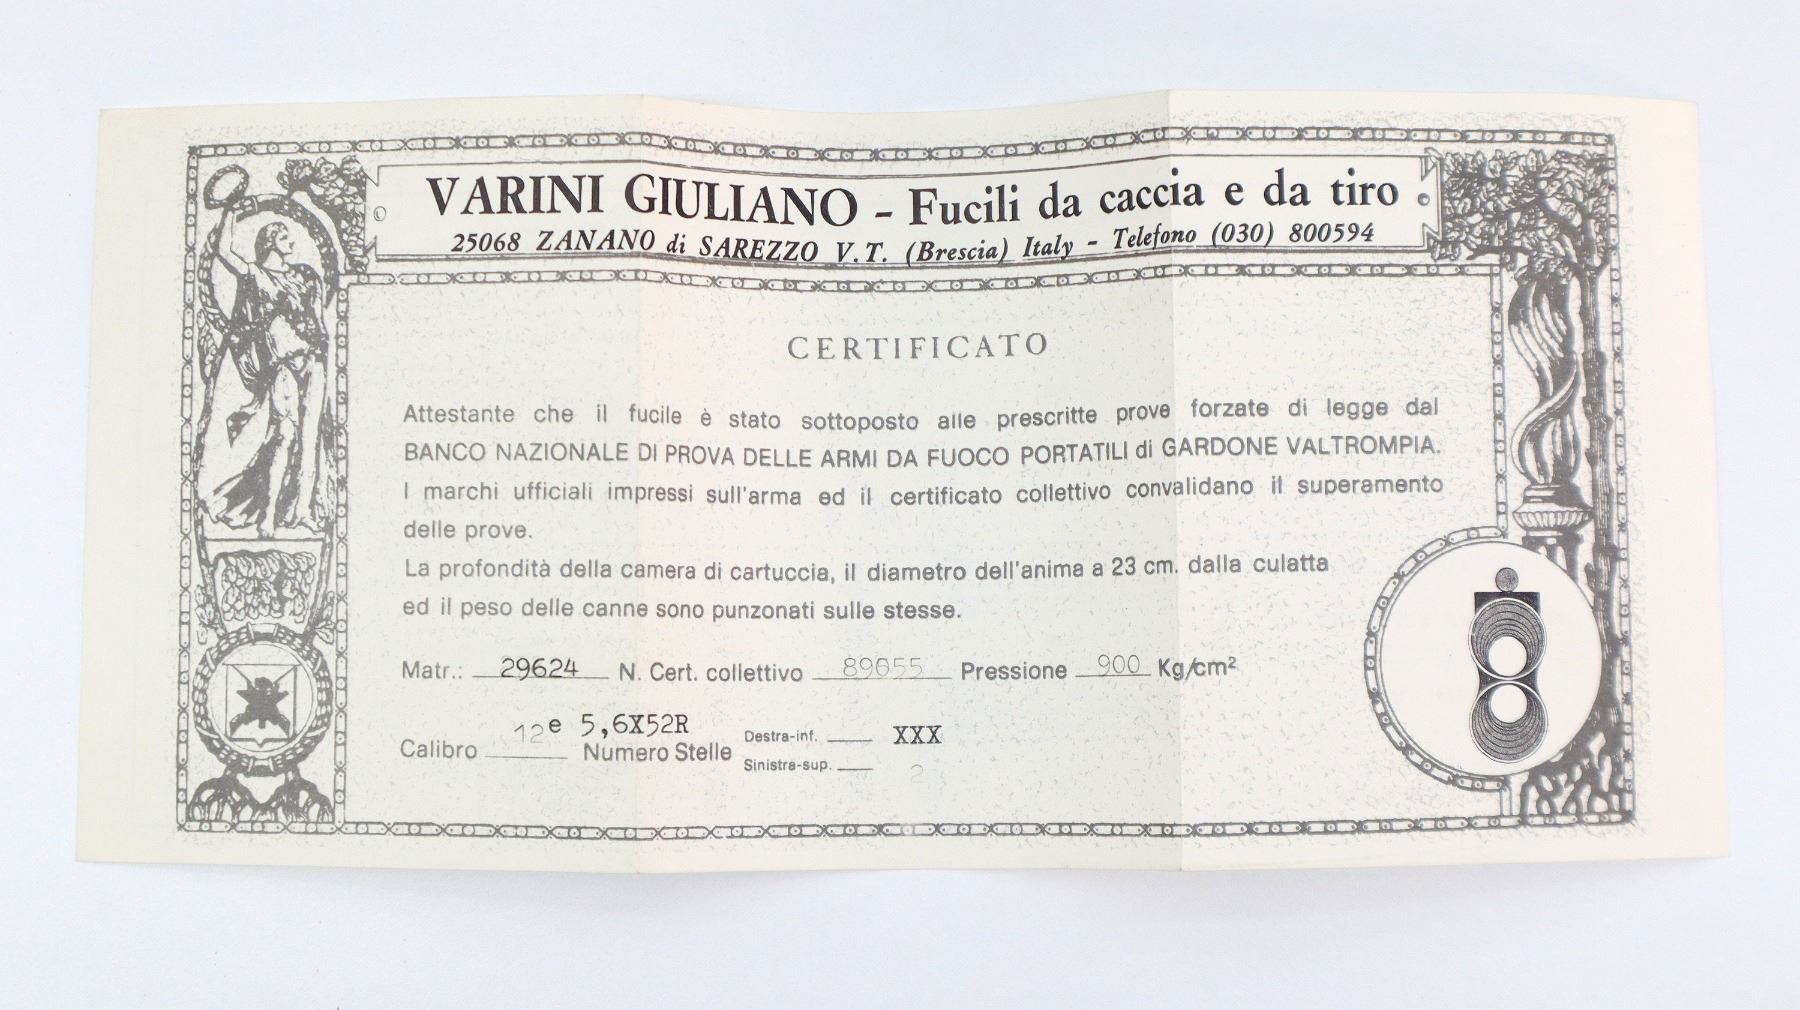 ©
VARINI GIULIANO - Fucili da caccia e da tiro
25068 ZANANO di SAREZZO V. T. (Brescia) Italy - Telefono (030) 800594
CERTIFICATO
Attestante che il fucile è stato sottoposto alle prescritte prove forzate di legge dal
BANCO NAZIONALE DI PROVA DELLE ARMI DA FUOCO PORTATILI di GARDONE VALTROMPIA.
I marchi ufficiali impressi sull'arma ed il certificato collettivo convalidano il superamento
delle prove.
La profondità della camera di cartuccia, il diametro dell'anima a 23 cm. dalla culatta
ed il peso delle canne sono punzonati sulle stesse.
Matr.: 29624 N. Cert. collettivo 89655 Pressione 900 Kg/cm²
Calibro 12e 5,6X52R Numero Stelle Destra-inf. XXX
Sinistra-sup. 2